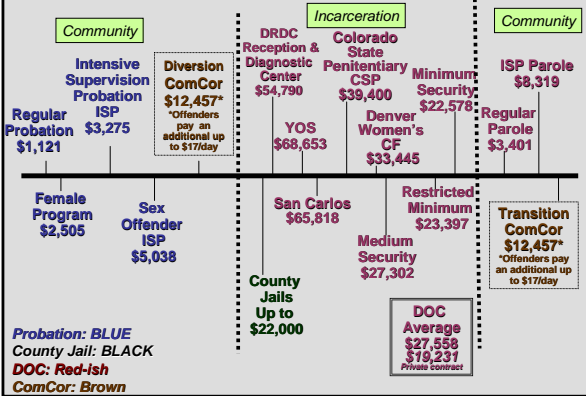 Community
Incarceration
Community
Regular
Probation
$1,121
Intensive
Supervision
Probation
ISP
$3,275
Diversion
ComCor
$12,457*
*Offenders
pay an
additional up
to $17/day
Female
Program
$2,505
Sex
Offender
ISP
$5,038
DRDC
Reception &
Diagnostic
Center
$54,790
YOS
$68,653
Colorado
State
Penitentiary
CSP
$39,400
Denver
Women's
CF
$33,445
Minimum
Security
$22,578
County
Jails
Up to
$22,000
San Carlos
$65,818
Medium
Security
$27,302
Restricted
Minimum
$23,397
DOC
Average
$27,558
$19,231
Private contract
Regular
Parole
$3,401
ISP Parole
$8,319
Transition
ComCor
$12,457*
*Offenders pay
an additional up
to $17/day
Probation: BLUE
County Jail: BLACK
DOC: Red-ish
ComCor: Brown